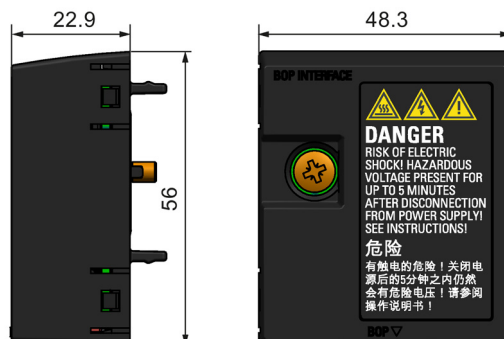 22.9
48.3
56
BOP INTERFACE
DANGER
RISK OF ELECTRIC
SHOCK! HAZARDOUS
VOLTAGE PRESENT FOR
UP TO 5 MINUTES
AFTER DISCONNECTION
FROM POWER SUPPLY!
SEE INSTRUCTIONS!
危险
有触电的危险！关闭电
源后的5分钟之内仍然
会有危险电压！请参阅
操作说明书！
BOP ▽